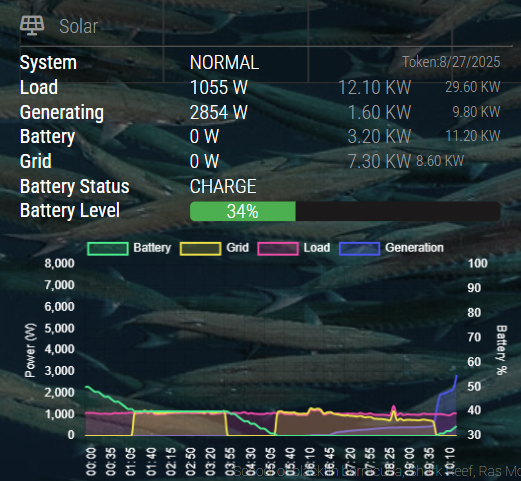 Solar
System NORMAL Token:8/27/2025
Load 1055 W 12.10 KW 29.60 KW
Generating 2854 W 1.60 KW 9.80 KW
Battery 0 W 3.20 KW 11.20 KW
Grid 0 W 7.30 KW 8.60 KW
Battery Status CHARGE
Battery Level 34%
Battery Grid Load Generation
8,000 100
7,000 90
6,000 80
5,000 70
4,000 60
3,000 50
2,000 40
1,000
0 30
Power (W)
Battery %
00:00 00:35 01:05 01:40 02:15 02:50 03:20 03:55 04:30 05:05 05:40 06:10 06:45 07:20 07:55 08:25 09:00 09:35 10:10
Reef, Ras Mo